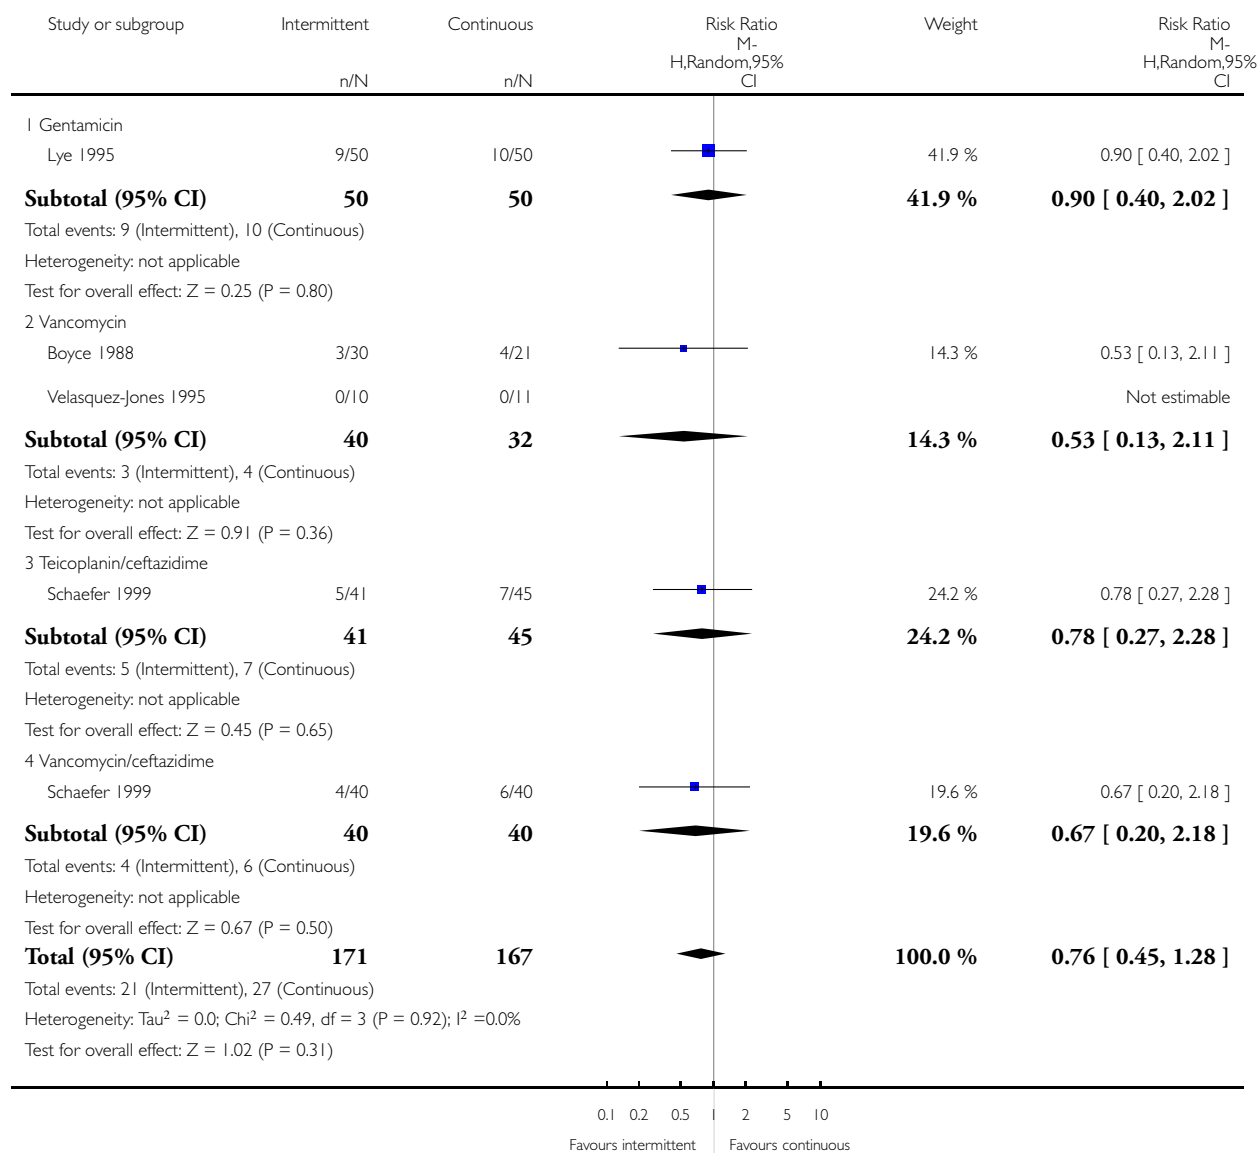 Study or subgroup Intermittent Continuous Risk Ratio Weight Risk Ratio
M- M-
H,Random,95% H,Random,95%
n/N n/N CI CI
1 Gentamicin
Lye 1995 9/50 10/50 41.9 % 0.90 [ 0.40, 2.02 ]
Subtotal (95% CI) 50 50 41.9 % 0.90 [ 0.40, 2.02 ]
Total events: 9 (Intermittent), 10 (Continuous)
Heterogeneity: not applicable
Test for overall effect: Z = 0.25 (P = 0.80)
2 Vancomycin
Boyce 1988 3/30 4/21 14.3 % 0.53 [ 0.13, 2.11 ]
Velasquez-Jones 1995 0/10 0/11 Not estimable
Subtotal (95% CI) 40 32 14.3 % 0.53 [ 0.13, 2.11 ]
Total events: 3 (Intermittent), 4 (Continuous)
Heterogeneity: not applicable
Test for overall effect: Z = 0.91 (P = 0.36)
3 Teicoplanin/ceftazidime
Schaefer 1999 5/41 7/45 24.2 % 0.78 [ 0.27, 2.28 ]
Subtotal (95% CI) 41 45 24.2 % 0.78 [ 0.27, 2.28 ]
Total events: 5 (Intermittent), 7 (Continuous)
Heterogeneity: not applicable
Test for overall effect: Z = 0.45 (P = 0.65)
4 Vancomycin/ceftazidime
Schaefer 1999 4/40 6/40 19.6 % 0.67 [ 0.20, 2.18 ]
Subtotal (95% CI) 40 40 19.6 % 0.67 [ 0.20, 2.18 ]
Total events: 4 (Intermittent), 6 (Continuous)
Heterogeneity: not applicable
Test for overall effect: Z = 0.67 (P = 0.50)
Total (95% CI) 171 167 100.0 % 0.76 [ 0.45, 1.28 ]
Total events: 21 (Intermittent), 27 (Continuous)
Heterogeneity: Tau² = 0.0; Chi² = 0.49, df = 3 (P = 0.92); I² =0.0%
Test for overall effect: Z = 1.02 (P = 0.31)
0.1 0.2 0.5 1 2 5 10
Favours intermittent Favours continuous